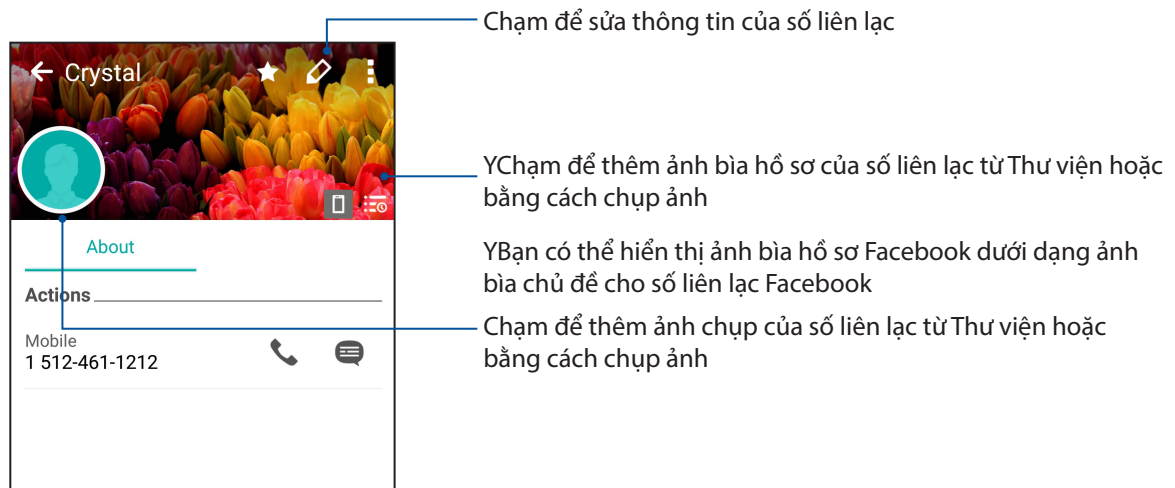 Chạm để sửa thông tin của số liên lạc
Crystal
YChạm để thêm ảnh bìa hồ sơ của số liên lạc từ Thư viện hoặc
bằng cách chụp ảnh
YBạn có thể hiển thị ảnh bìa hồ sơ Facebook dưới dạng ảnh
bìa chủ đề cho số liên lạc Facebook
About
Actions
Chạm để thêm ảnh chụp của số liên lạc từ Thư viện hoặc
bằng cách chụp ảnh
Mobile
1 512-461-1212